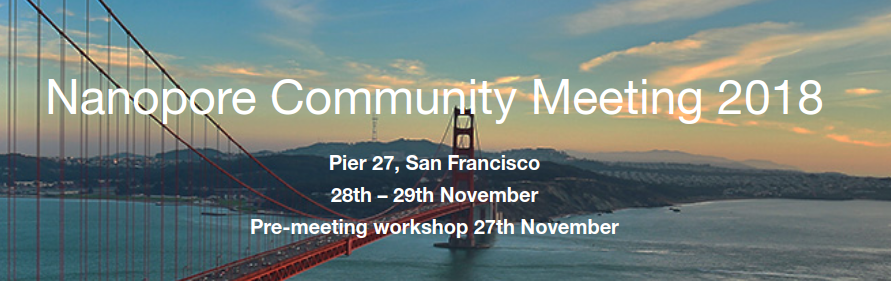 Nanopore Community Meeting 2018
Pier 27, San Francisco
28th – 29th November
Pre-meeting workshop 27th November